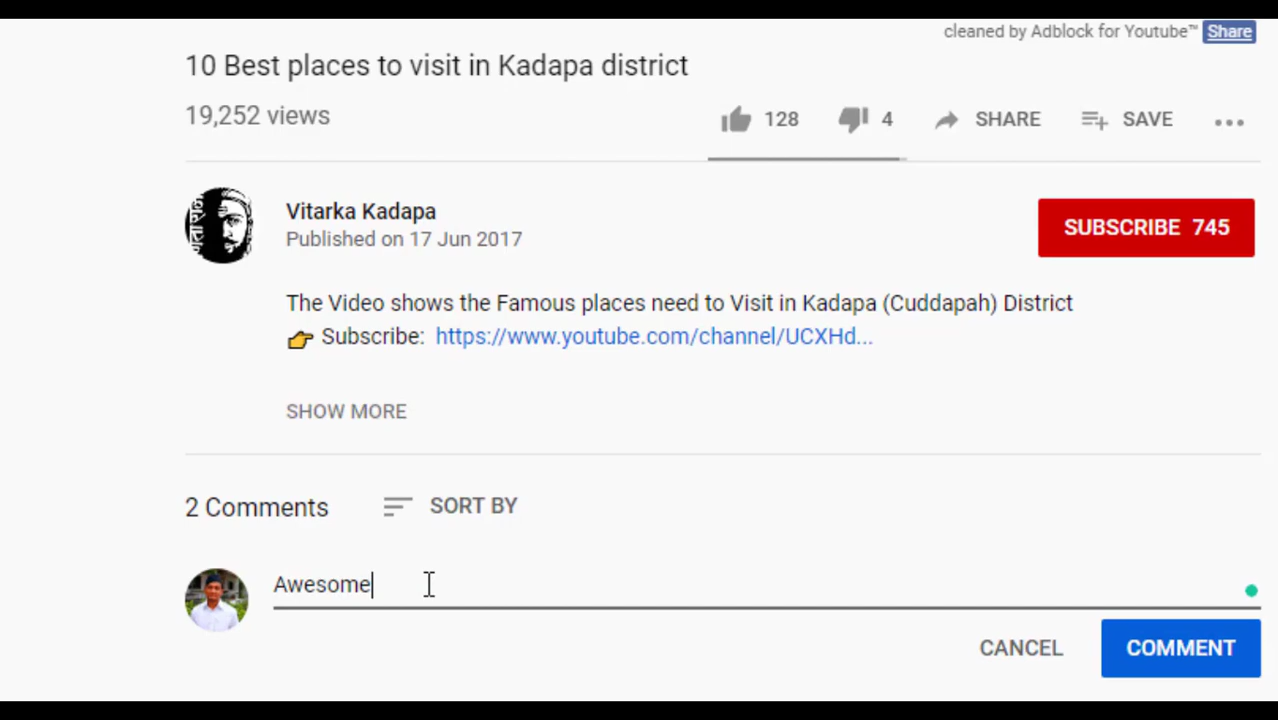 cleaned by Adblock for Youtube™ Share
10 Best places to visit in Kadapa district
19,252 views
128 4 SHARE SAVE
Vitarka Kadapa
Published on 17 Jun 2017
SUBSCRIBE 745
The Video shows the Famous places need to Visit in Kadapa (Cuddapah) District
👉 Subscribe: https://www.youtube.com/channel/UCXHd...
SHOW MORE
2 Comments SORT BY
Awesome
CANCEL COMMENT